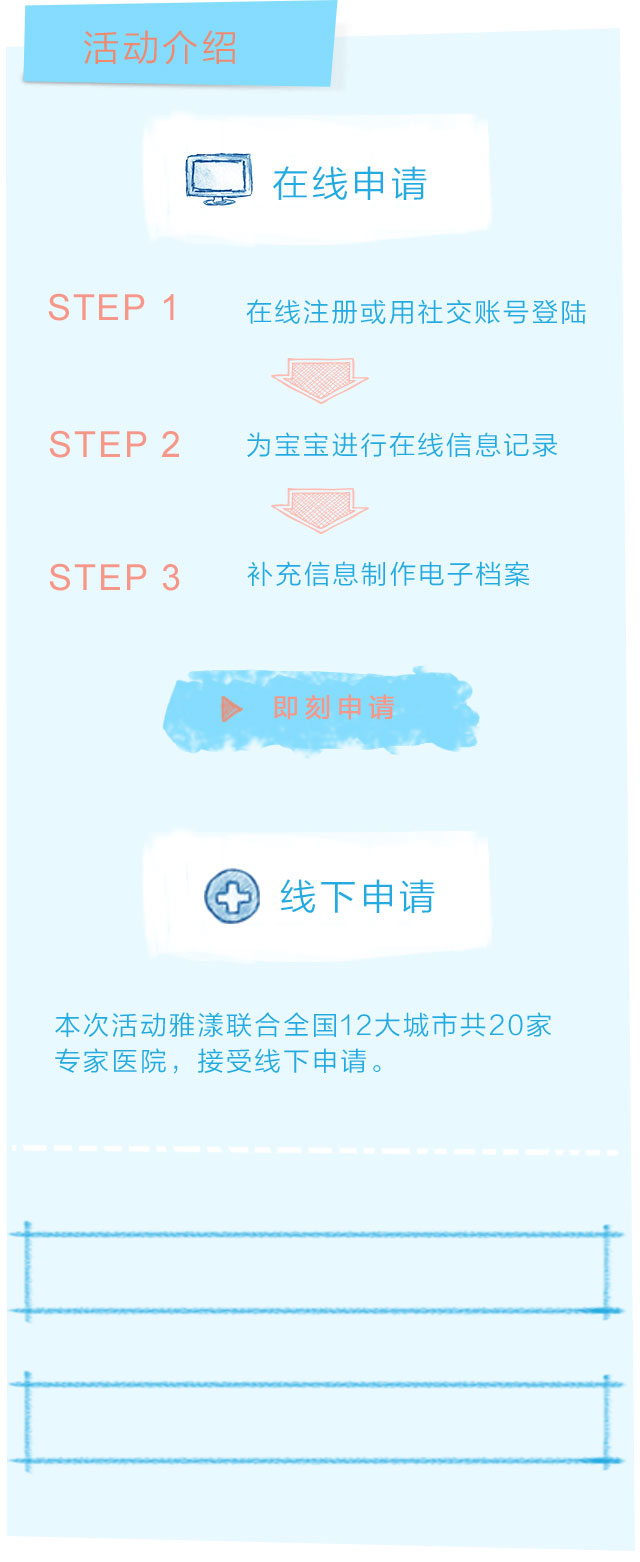 活动介绍
在线申请
STEP 1 在线注册或用社交账号登陆
STEP 2 为宝宝进行在线信息记录
STEP 3 补充信息制作电子档案
即刻申请
线下申请
本次活动雅漾联合全国12大城市共20家
专家医院，接受线下申请。